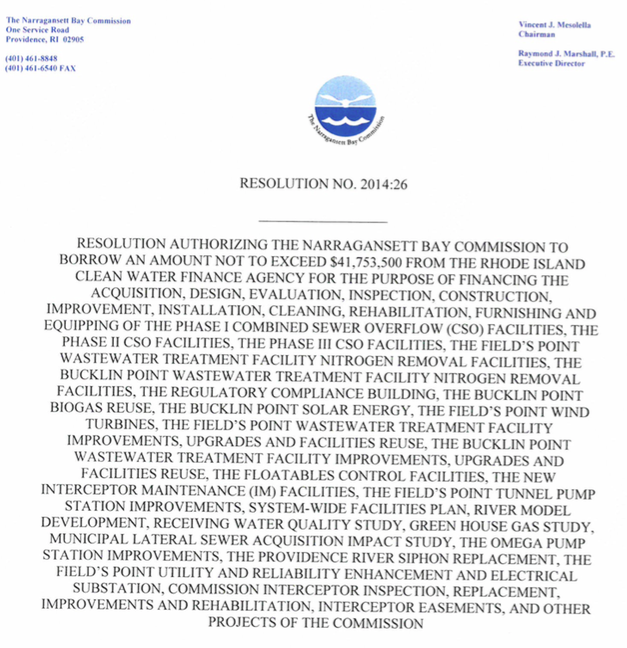 The Narragansett Bay Commission
One Service Road
Providence, RI 02905
(401) 461-8848
(401) 461-6540 FAX
Vincent J. Mesolella
Chairman
Raymond J. Marshall, P.E.
Executive Director
The Narragansett Bay Commission
RESOLUTION NO. 2014:26
RESOLUTION AUTHORIZING THE NARRAGANSETT BAY COMMISSION TO
BORROW AN AMOUNT NOT TO EXCEED $41,753,500 FROM THE RHODE ISLAND
CLEAN WATER FINANCE AGENCY FOR THE PURPOSE OF FINANCING THE
ACQUISITION, DESIGN, EVALUATION, INSPECTION, CONSTRUCTION,
IMPROVEMENT, INSTALLATION, CLEANING, REHABILITATION, FURNISHING AND
EQUIPPING OF THE PHASE I COMBINED SEWER OVERFLOW (CSO) FACILITIES, THE
PHASE II CSO FACILITIES, THE PHASE III CSO FACILITIES, THE FIELD'S POINT
WASTEWATER TREATMENT FACILITY NITROGEN REMOVAL FACILITIES, THE
BUCKLIN POINT WASTEWATER TREATMENT FACILITY NITROGEN REMOVAL
FACILITIES, THE REGULATORY COMPLIANCE BUILDING, THE BUCKLIN POINT
BIOGAS REUSE, THE BUCKLIN POINT SOLAR ENERGY, THE FIELD'S POINT WIND
TURBINES, THE FIELD'S POINT WASTEWATER TREATMENT FACILITY
IMPROVEMENTS, UPGRADES AND FACILITIES REUSE, THE BUCKLIN POINT
WASTEWATER TREATMENT FACILITY IMPROVEMENTS, UPGRADES AND
FACILITIES REUSE, THE FLOATABLES CONTROL FACILITIES, THE NEW
INTERCEPTOR MAINTENANCE (IM) FACILITIES, THE FIELD'S POINT TUNNEL PUMP
STATION IMPROVEMENTS, SYSTEM-WIDE FACILITIES PLAN, RIVER MODEL
DEVELOPMENT, RECEIVING WATER QUALITY STUDY, GREEN HOUSE GAS STUDY,
MUNICIPAL LATERAL SEWER ACQUISITION IMPACT STUDY, THE OMEGA PUMP
STATION IMPROVEMENTS, THE PROVIDENCE RIVER SIPHON REPLACEMENT, THE
FIELD'S POINT UTILITY AND RELIABILITY ENHANCEMENT AND ELECTRICAL
SUBSTATION, COMMISSION INTERCEPTOR INSPECTION, REPLACEMENT,
IMPROVEMENTS AND REHABILITATION, INTERCEPTOR EASEMENTS, AND OTHER
PROJECTS OF THE COMMISSION